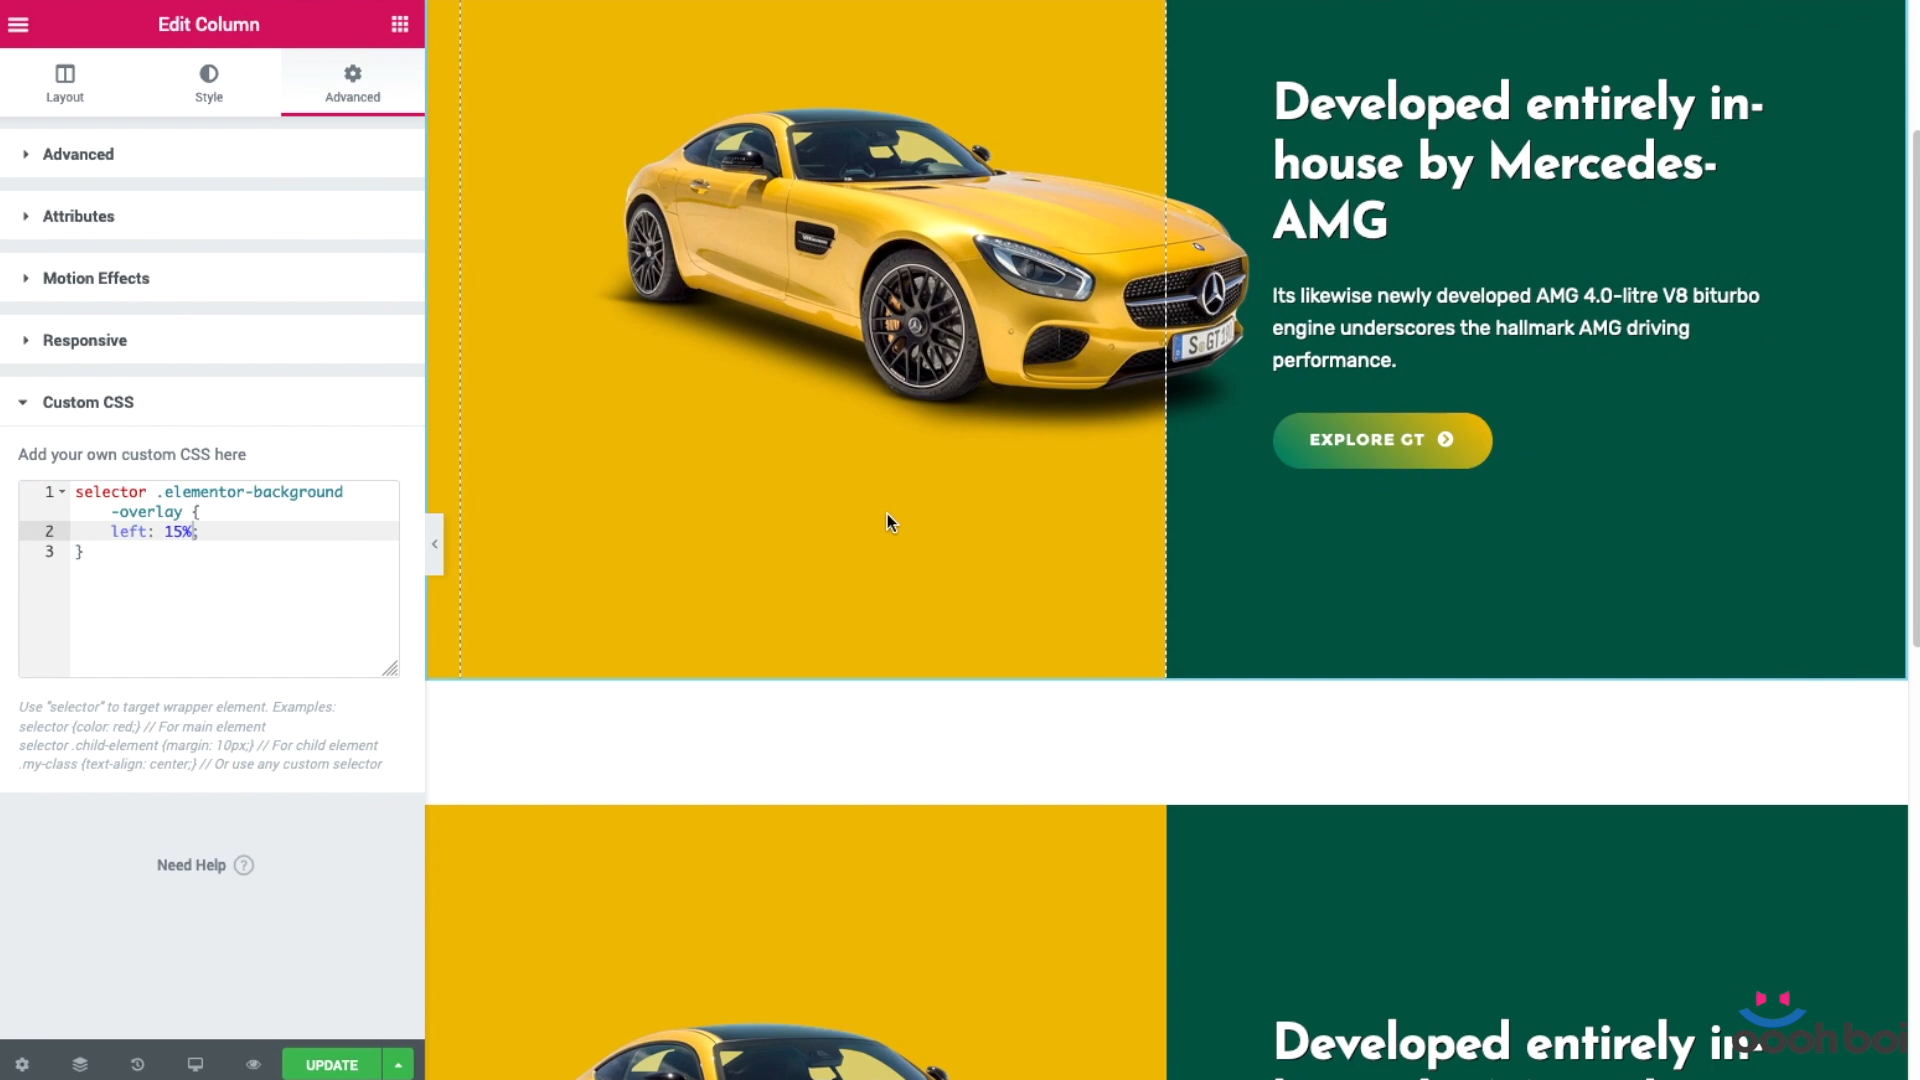 Edit Column
Layout
Style
Advanced
Advanced
Attributes
Motion Effects
Responsive
Custom CSS
Add your own custom CSS here
1 selector .elementor-background
-overlay {
2 left: 15%;
3 }
Use "selector" to target wrapper element. Examples:
selector {color: red;} // For main element
selector .child-element {margin: 10px;} // For child element
.my-class {text-align: center;} // Or use any custom selector
Need Help ?
UPDATE
Developed entirely in-
house by Mercedes-
AMG
Its likewise newly developed AMG 4.0-litre V8 biturbo
engine underscores the hallmark AMG driving
performance.
EXPLORE GT
Developed entirely in-
poohboi